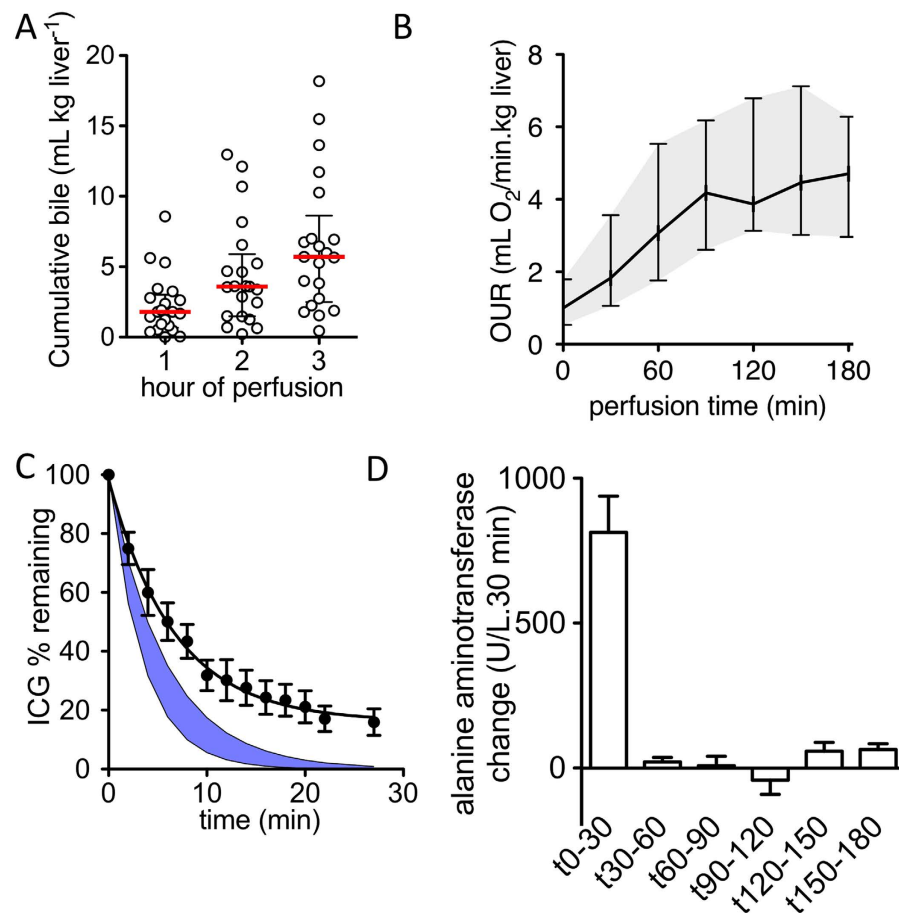 A
Cumulative bile (mL kg liver-1)
20
15
10
5
0
1 2 3
hour of perfusion
B
OUR (mL O2/min.kg liver)
8
6
4
2
0
0 60 120 180
perfusion time (min)
C
ICG % remaining
100
80
60
40
20
0
0 10 20 30
time (min)
D
alanine aminotransferase
change (U/L.30 min)
1000
500
0
t0-30
t30-60
t60-90
t90-120
t120-150
t150-180